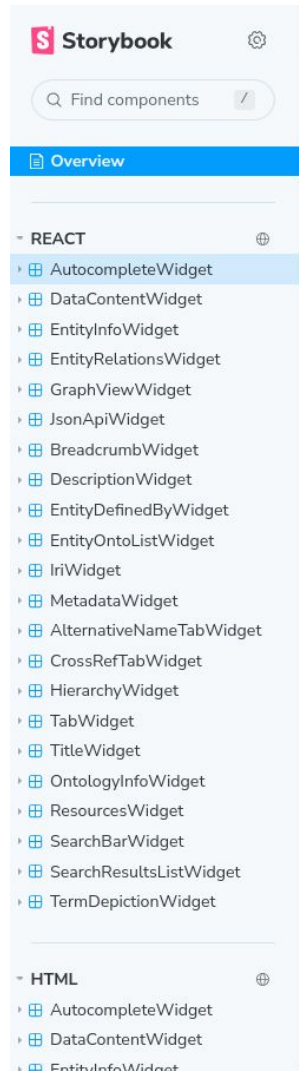 S Storybook
Find components /
Overview
REACT
AutocompleteWidget
DataContentWidget
EntityInfoWidget
EntityRelationsWidget
GraphViewWidget
JsonApiWidget
BreadcrumbWidget
DescriptionWidget
EntityDefinedByWidget
EntityOntoListWidget
IriWidget
MetadataWidget
AlternativeNameTabWidget
CrossRefTabWidget
HierarchyWidget
TabWidget
TitleWidget
OntologyInfoWidget
ResourcesWidget
SearchBarWidget
SearchResultsListWidget
TermDepictionWidget
HTML
AutocompleteWidget
DataContentWidget
EntityInfoWidget